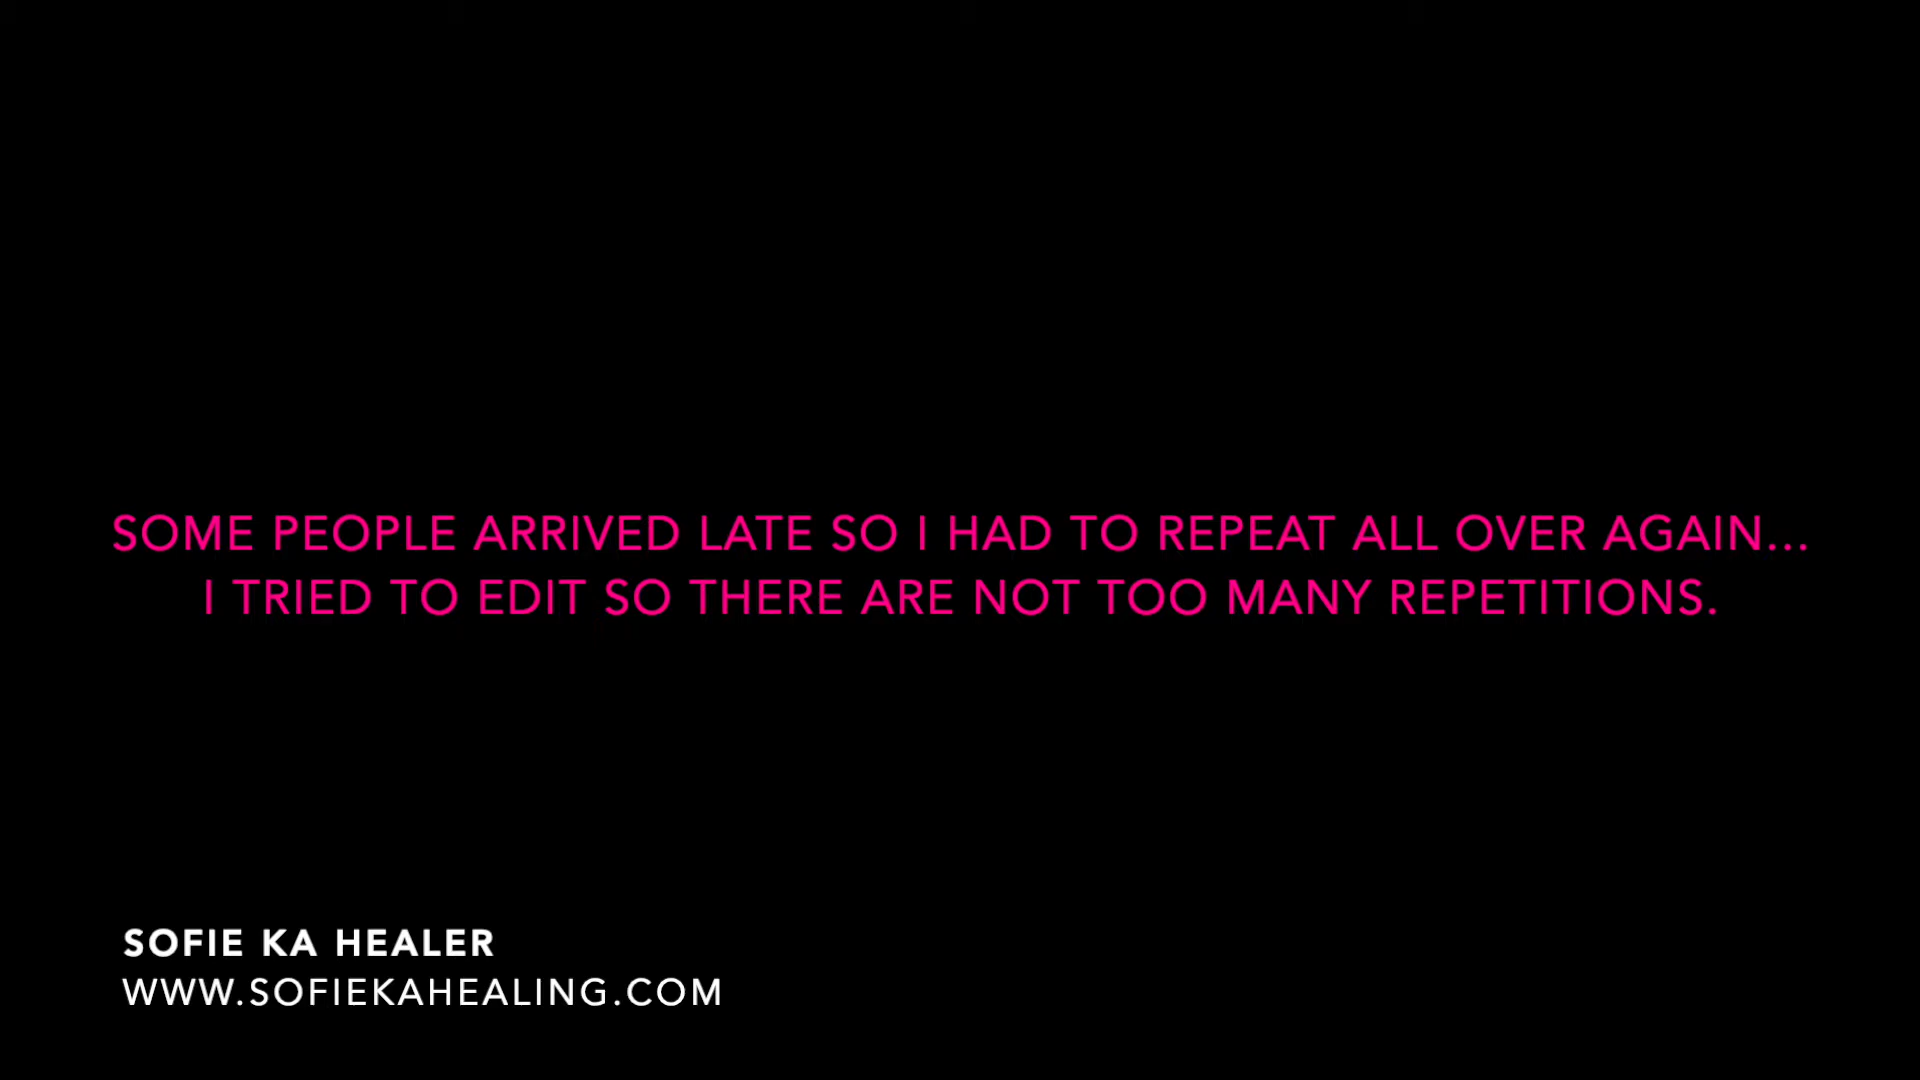 SOME PEOPLE ARRIVED LATE SO I HAD TO REPEAT ALL OVER AGAIN...
I TRIED TO EDIT SO THERE ARE NOT TOO MANY REPETITIONS.
SOFIE KA HEALER
WWW.SOFIEKAHEALING.COM